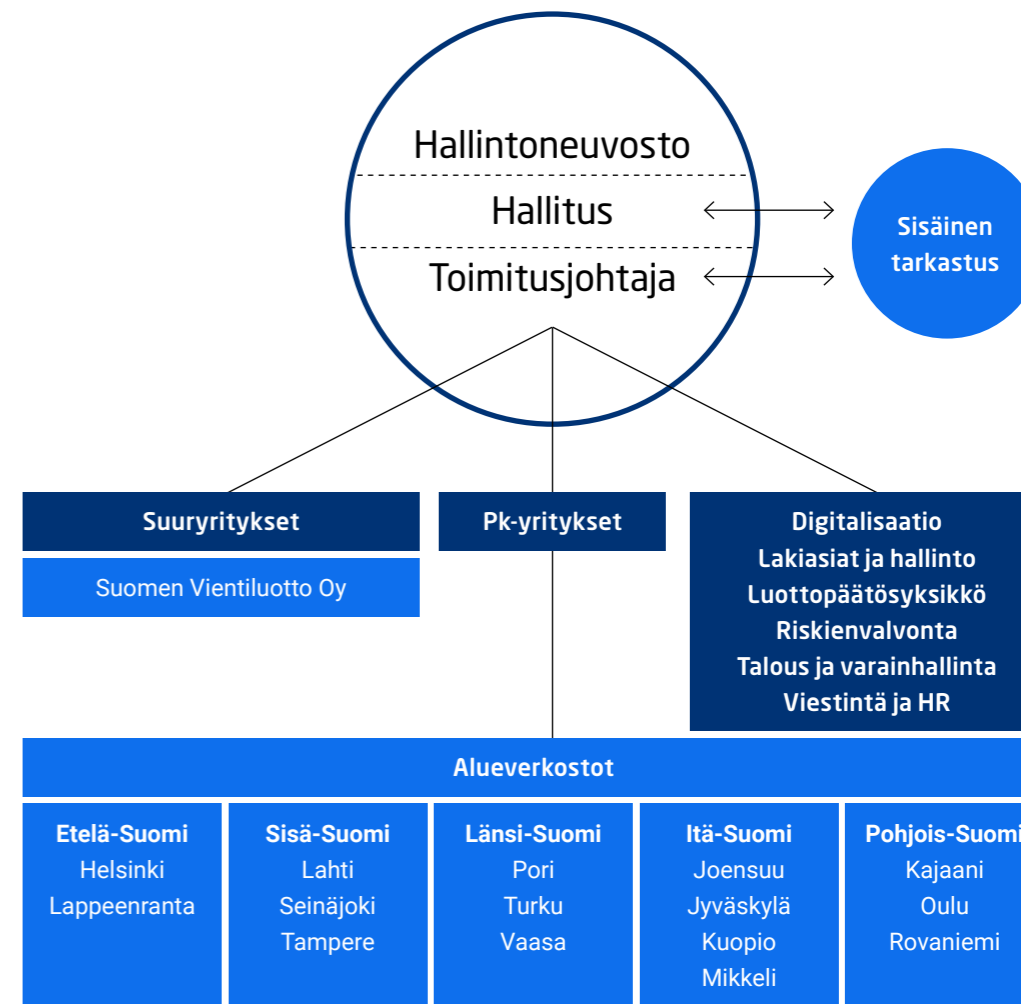 Hallintoneuvosto
Hallitus
Toimitusjohtaja
Sisäinen
tarkastus
Suuryritykset
Suomen Vientiluotto Oy
Pk-yritykset
Digitalisaatio
Lakiasiat ja hallinto
Luottopäätösyksikkö
Riskienvalvonta
Talous ja varainhallinta
Viestintä ja HR
Alueverkostot
Etelä-Suomi
Helsinki
Lappeenranta
Sisä-Suomi
Lahti
Seinäjoki
Tampere
Länsi-Suomi
Pori
Turku
Vaasa
Itä-Suomi
Joensuu
Jyväskylä
Kuopio
Mikkeli
Pohjois-Suomi
Kajaani
Oulu
Rovaniemi